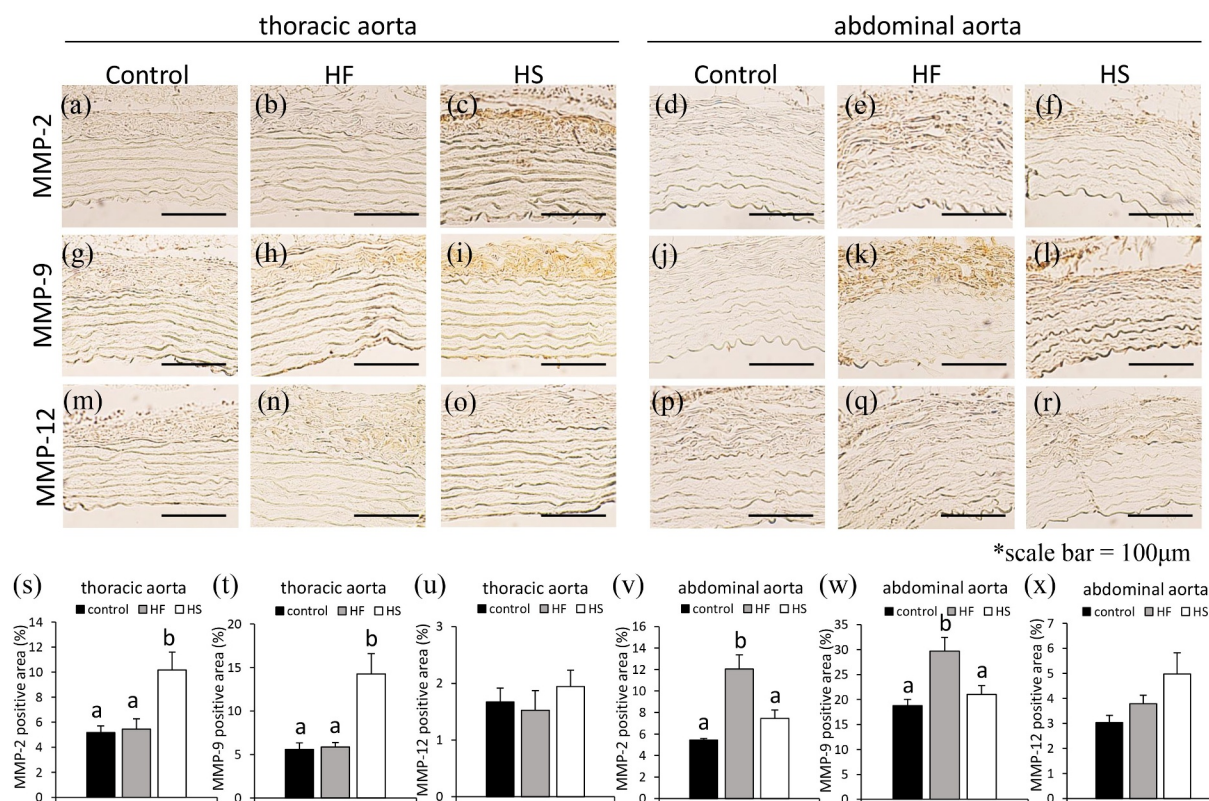 thoracic aorta
abdominal aorta
Control HF HS Control HF HS
MMP-2
(a) (b) (c) (d) (e) (f)
MMP-9
(g) (h) (i) (j) (k) (l)
MMP-12
(m) (n) (o) (p) (q) (r)
*scale bar = 100μm
(s)
thoracic aorta
control HF HS
MMP-2 positive area (%)
14
12
10
8
6
4
2
0
a a b
(t)
thoracic aorta
control HF HS
MMP-9 positive area (%)
20
15
10
5
0
a a b
(u)
thoracic aorta
control HF HS
MMP-12 positive area (%)
3
2
1
0
(v)
abdominal aorta
control HF HS
MMP-2 positive area (%)
16
14
12
10
8
6
4
2
0
a b a
(w)
abdominal aorta
control HF HS
MMP-9 positive area (%)
35
30
25
20
15
10
5
0
a b a
(x)
abdominal aorta
control HF HS
MMP-12 positive area (%)
7
6
5
4
3
2
1
0